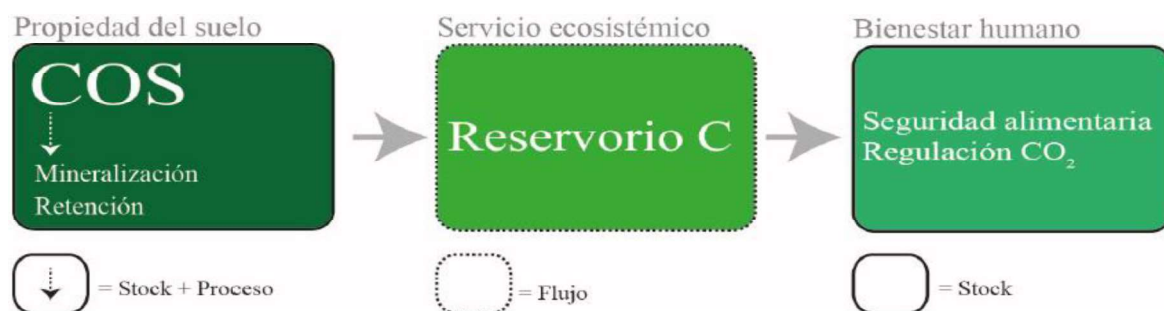 Propiedad del suelo
COS
Mineralización
Retención
= Stock + Proceso
Servicio ecosistémico
Reservorio C
= Flujo
Bienestar humano
Seguridad alimentaria
Regulación CO₂
= Stock